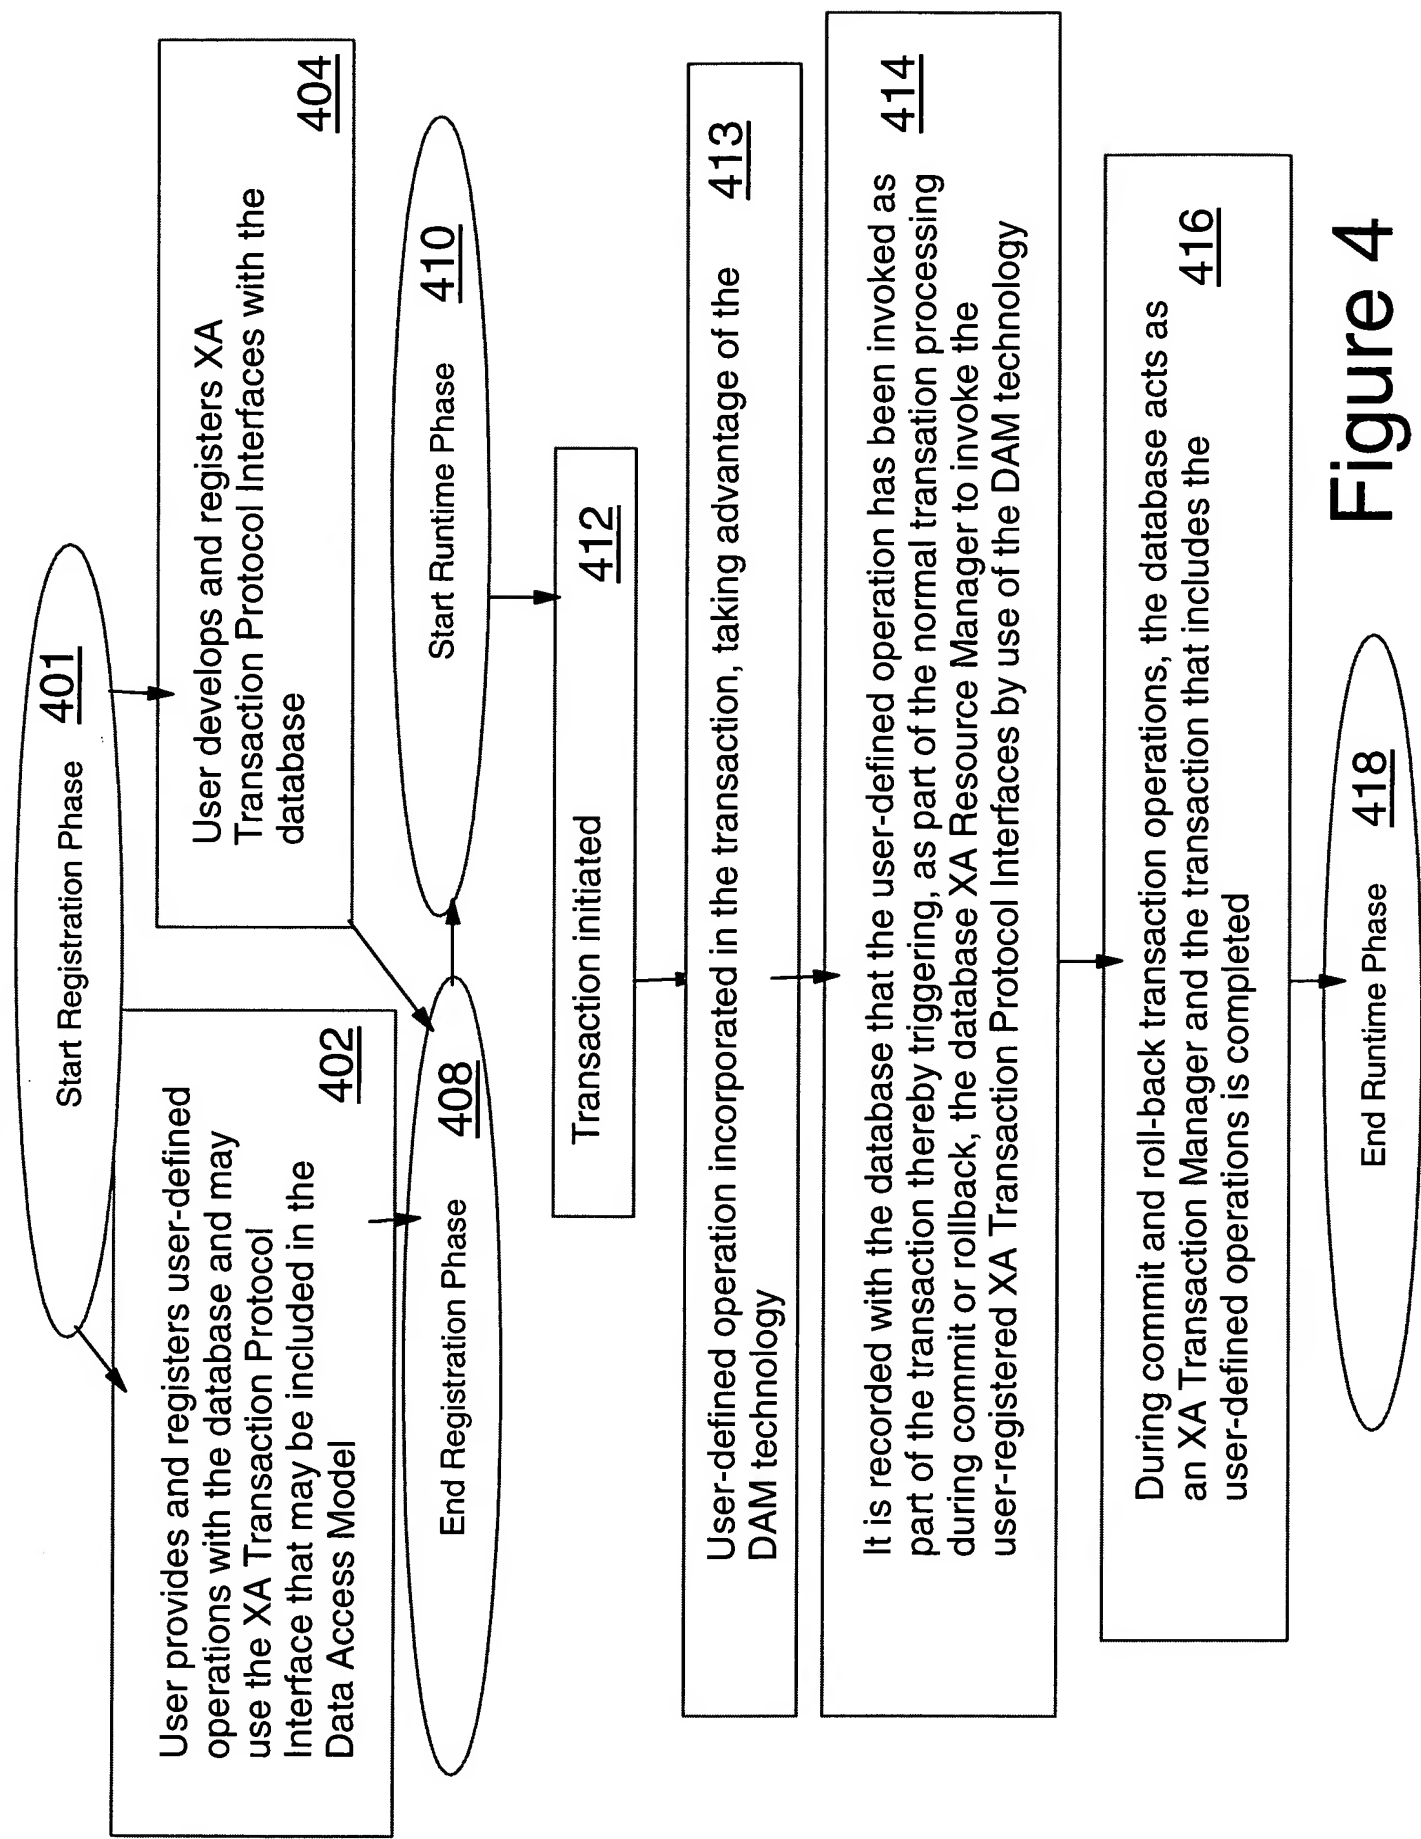 Start Registration Phase 401
User provides and registers user-defined
operations with the database and may
use the XA Transaction Protocol
Interface that may be included in the
Data Access Model
402
User develops and registers XA
Transaction Protocol Interfaces with the
database
404
End Registration Phase 408
Start Runtime Phase 410
Transaction initiated 412
User-defined operation incorporated in the transaction, taking advantage of the
DAM technology
413
It is recorded with the database that the user-defined operation has been invoked as
part of the transaction thereby triggering, as part of the normal transation processing
during commit or rollback, the database XA Resource Manager to invoke the
user-registered XA Transaction Protocol Interfaces by use of the DAM technology
414
During commit and roll-back transaction operations, the database acts as
an XA Transaction Manager and the transaction that includes the
user-defined operations is completed
416
End Runtime Phase 418
Figure 4